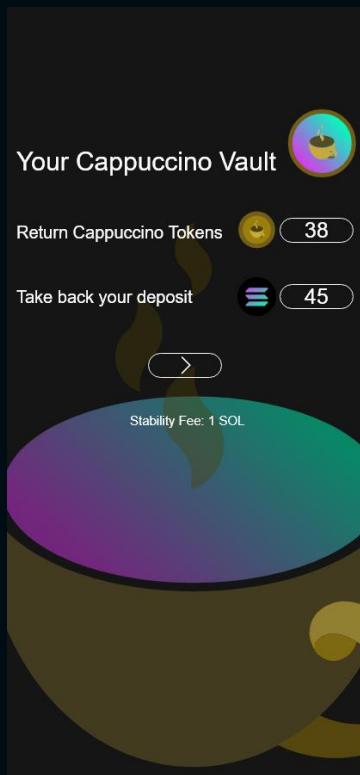 Your Cappuccino Vault
Return Cappuccino Tokens 38
Take back your deposit 45
Stability Fee: 1 SOL